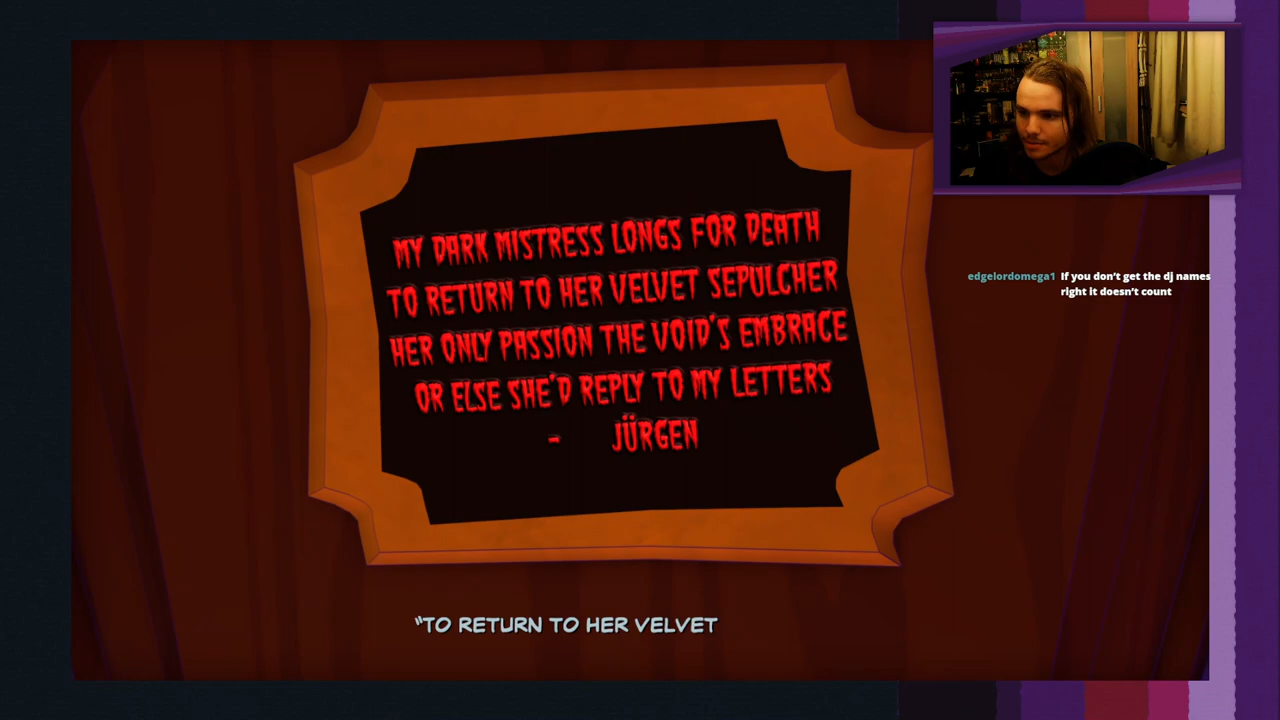 MY DARK MISTRESS LONGS FOR DEATH
TO RETURN TO HER VELVET SEPULCHER
HER ONLY PASSION THE VOID'S EMBRACE
OR ELSE SHE'D REPLY TO MY LETTERS
- JÜRGEN
edgelordomega1 If you don't get the dj names
right it doesn't count
"TO RETURN TO HER VELVET